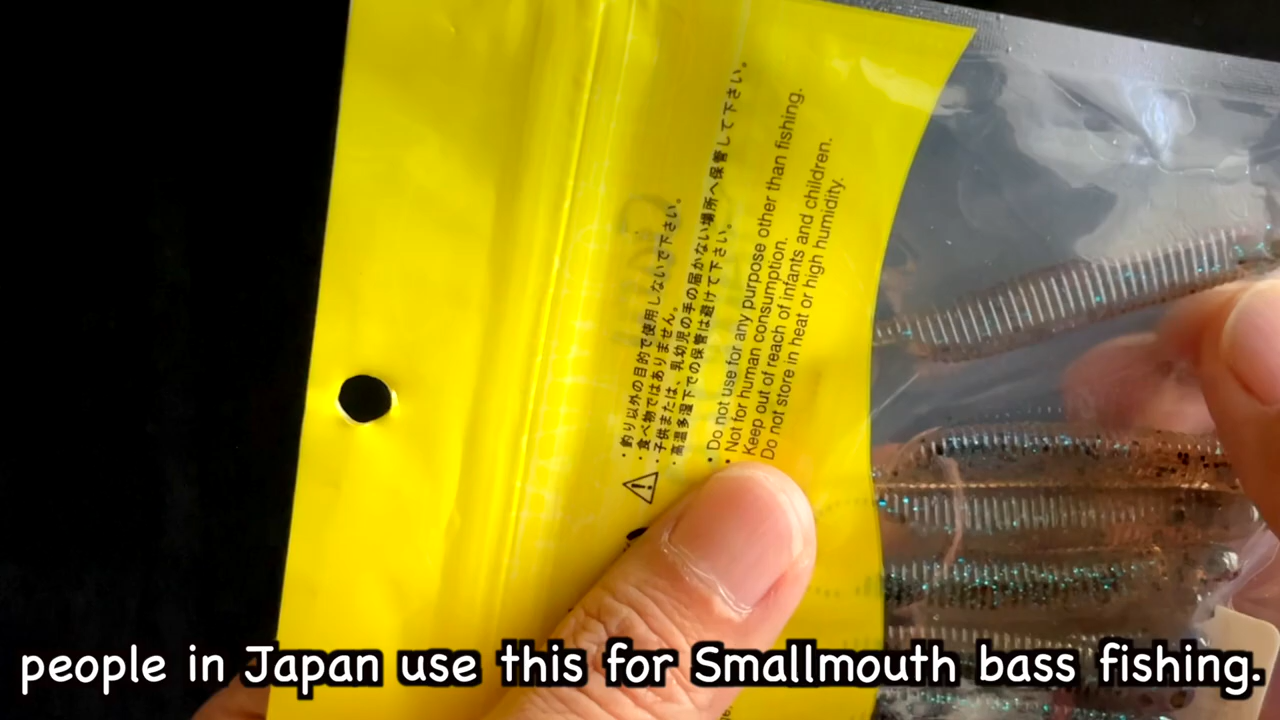 ・釣り以外の目的で使用しないで下さい。
・食べ物ではありません。
・子供または、乳幼児の手の届かない場所へ保管して下さい。
・高温多湿下での保管は避けて下さい。
• Do not use for any purpose other than fishing.
• Not for human consumption.
Keep out of reach of infants and children.
Do not store in heat or high humidity.
people in Japan use this for Smallmouth bass fishing.